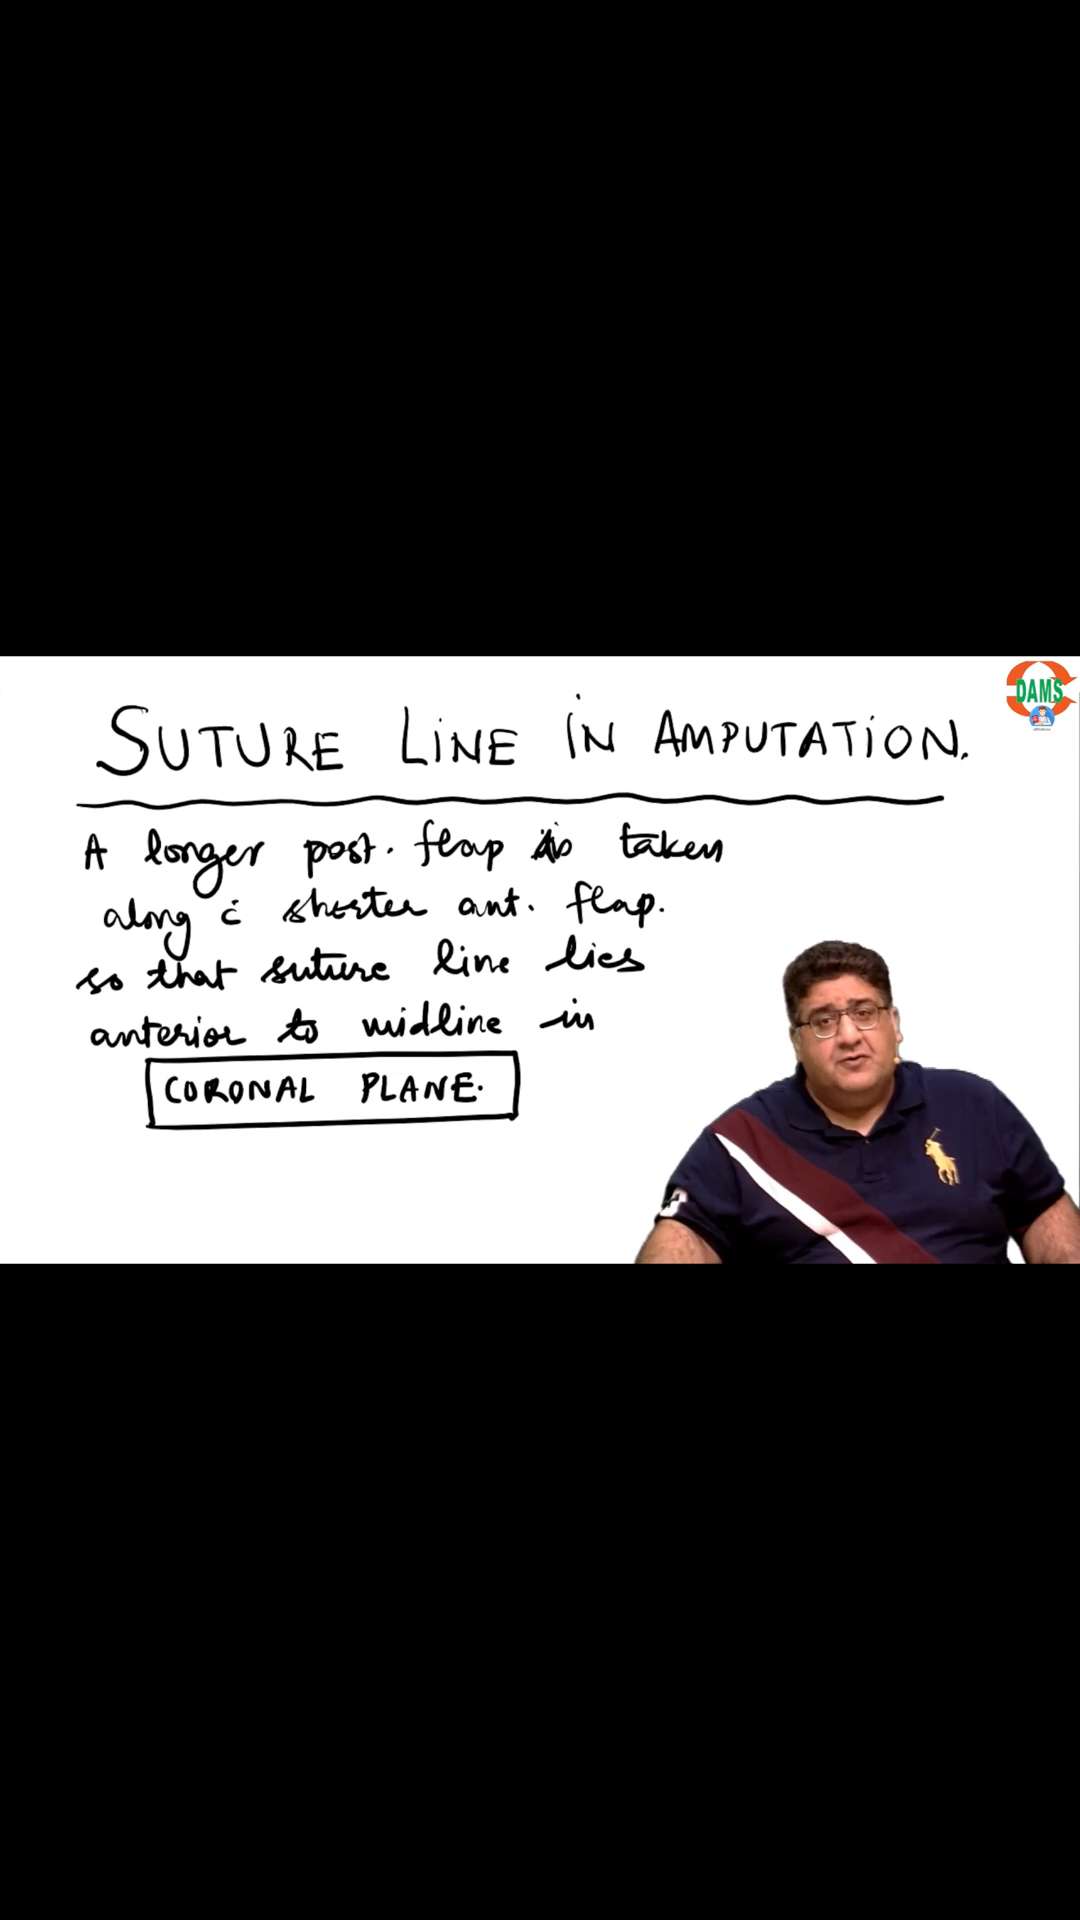 DAMS
SUTURE LINE IN AMPUTATION.
A longer post. flap is taken
along c̄ shorter ant. flap.
so that suture line lies
anterior to midline in
CORONAL PLANE.